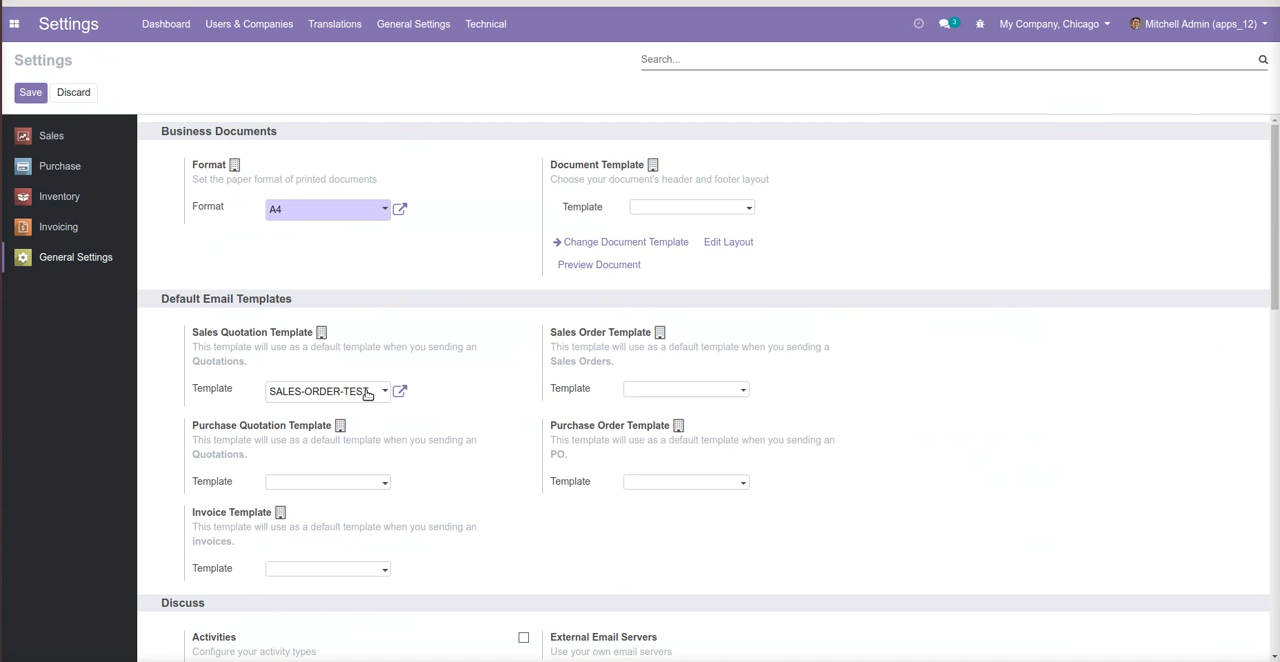 Settings Dashboard Users & Companies Translations General Settings Technical 3 My Company, Chicago Mitchell Admin (apps_12)
Settings
Search...
Save Discard
Sales
Purchase
Inventory
Invoicing
General Settings
Business Documents
Format
Set the paper format of printed documents
Format A4
Document Template
Choose your document's header and footer layout
Template
Change Document Template Edit Layout
Preview Document
Default Email Templates
Sales Quotation Template
This template will use as a default template when you sending an
Quotations.
Template SALES-ORDER-TEST
Sales Order Template
This template will use as a default template when you sending a
Sales Orders.
Template
Purchase Quotation Template
This template will use as a default template when you sending an
Quotations.
Template
Purchase Order Template
This template will use as a default template when you sending an
PO.
Template
Invoice Template
This template will use as a default template when you sending an
invoices.
Template
Discuss
Activities
Configure your activity types
External Email Servers
Use your own email servers